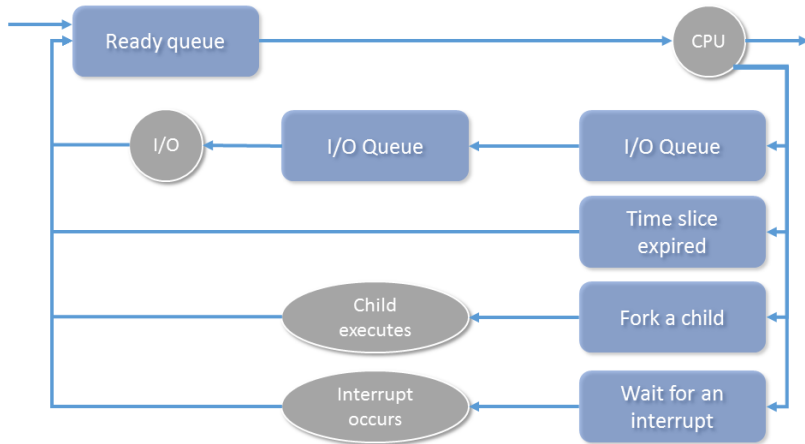 Ready queue
CPU
I/O
I/O Queue
I/O Queue
Time slice
expired
Child
executes
Fork a child
Interrupt
occurs
Wait for an
interrupt